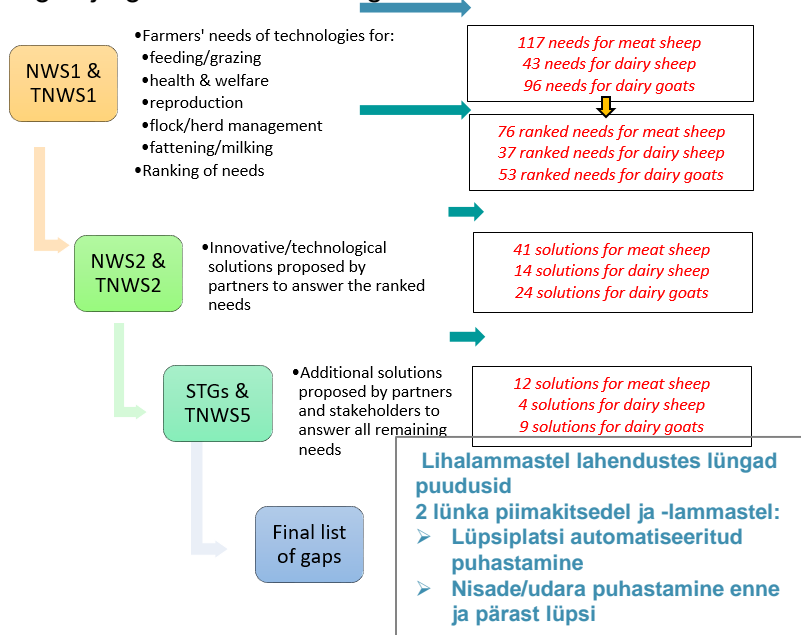 •Farmers' needs of technologies for:
•feeding/grazing
•health & welfare
•reproduction
•flock/herd management
•fattening/milking
•Ranking of needs
NWS1 &
TNWS1
117 needs for meat sheep
43 needs for dairy sheep
96 needs for dairy goats
76 ranked needs for meat sheep
37 ranked needs for dairy sheep
53 ranked needs for dairy goats
NWS2 &
TNWS2
•Innovative/technological
solutions proposed by
partners to answer the ranked
needs
41 solutions for meat sheep
14 solutions for dairy sheep
24 solutions for dairy goats
STGs &
TNWS5
•Additional solutions
proposed by partners
and stakeholders to
answer all remaining
needs
12 solutions for meat sheep
4 solutions for dairy sheep
9 solutions for dairy goats
Final list
of gaps
Lihalammastel lahendustes lüngad
puudusid
2 lünka piimakitsedel ja -lammastel:
➢ Lüpsiplatsi automatiseeritud
puhastamine
➢ Nisade/udara puhastamine enne
ja pärast lüpsi